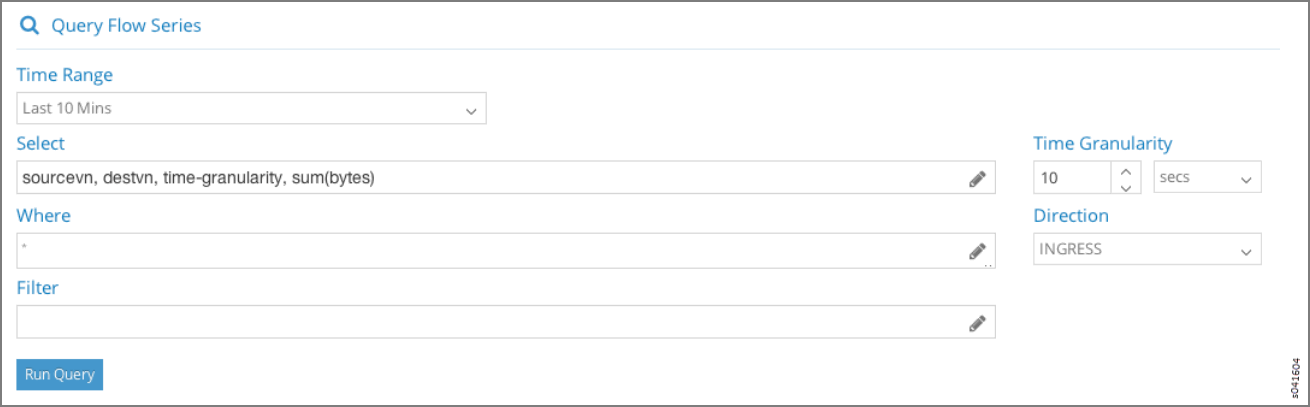 Query Flow Series
Time Range
Last 10 Mins
Select
Time Granularity
sourcevn, destvn, time-granularity, sum(bytes)
10
secs
Where
Direction
*
INGRESS
Filter
Run Query
s041604